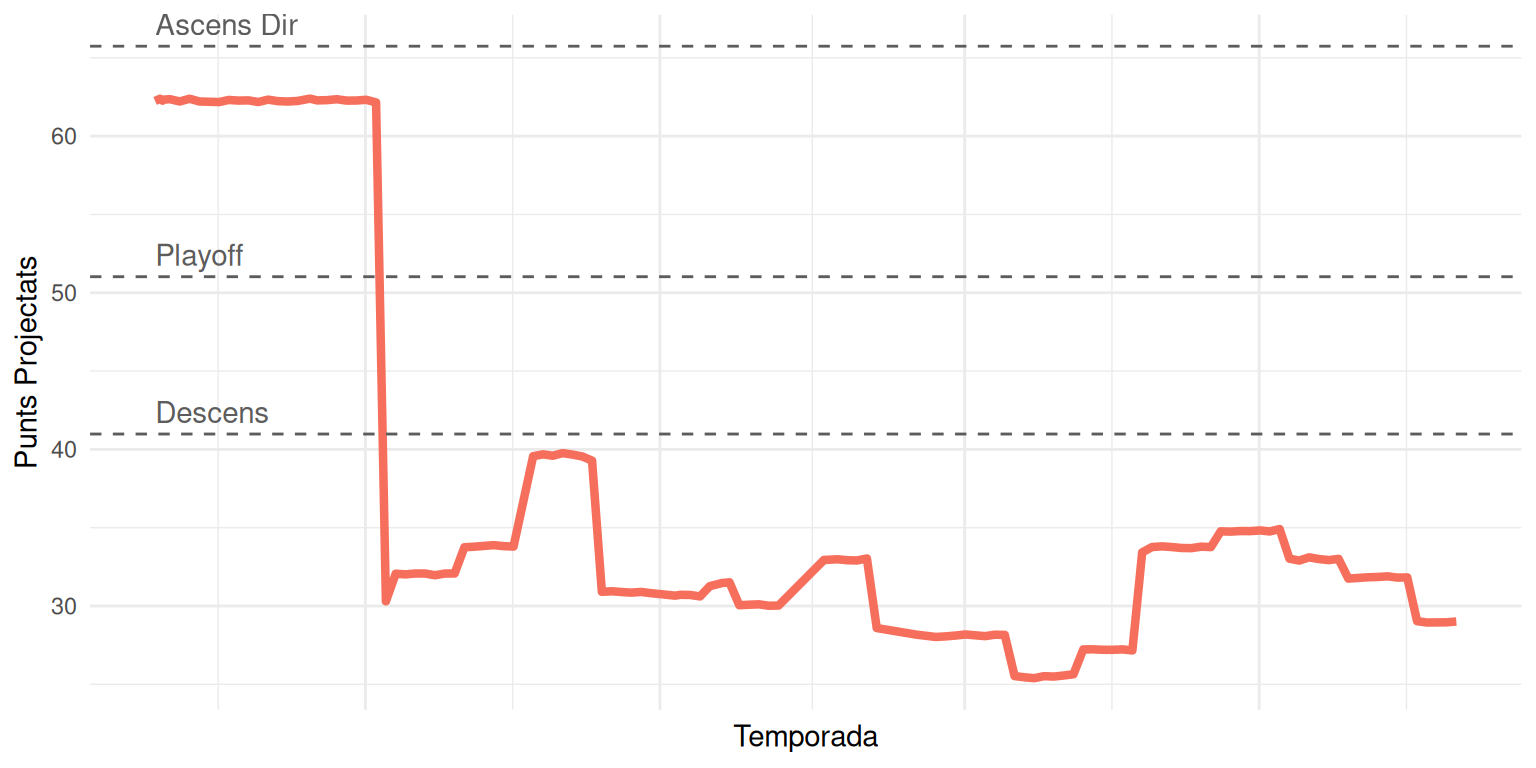 Ascens Dir
60
Playoff
50
Descens
40
30
Punts Projectats
Temporada